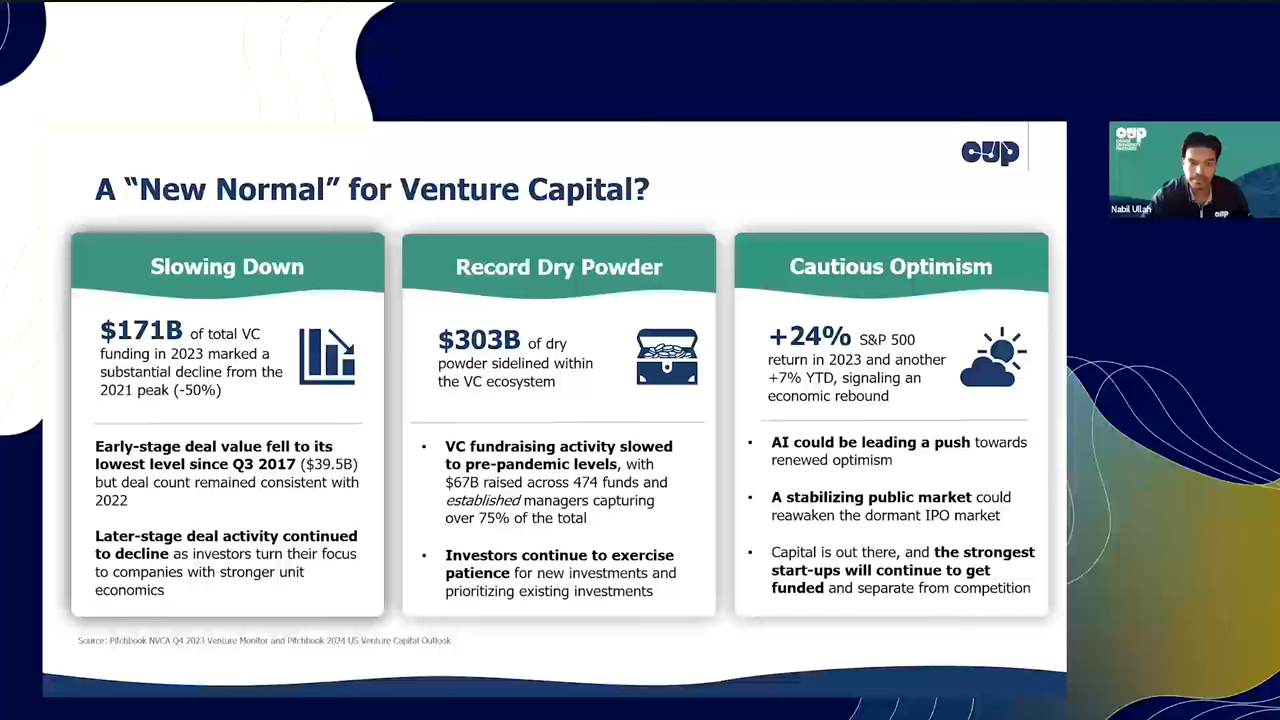 oup
A “New Normal” for Venture Capital?
oup
OSAGE
UNIVERSITY
PARTNERS
Nabil Ullah
oup
Slowing Down
$171B of total VC
funding in 2023 marked a
substantial decline from the
2021 peak (-50%)
Early-stage deal value fell to its
lowest level since Q3 2017 ($39.5B)
but deal count remained consistent with
2022
Later-stage deal activity continued
to decline as investors turn their focus
to companies with stronger unit
economics
Record Dry Powder
$303B of dry
powder sidelined within
the VC ecosystem
• VC fundraising activity slowed
to pre-pandemic levels, with
$67B raised across 474 funds and
established managers capturing
over 75% of the total
• Investors continue to exercise
patience for new investments and
prioritizing existing investments
Cautious Optimism
+24% S&P 500
return in 2023 and another
+7% YTD, signaling an
economic rebound
• AI could be leading a push towards
renewed optimism
• A stabilizing public market could
reawaken the dormant IPO market
• Capital is out there, and the strongest
start-ups will continue to get
funded and separate from competition
Source: Pitchbook NVCA Q4 2023 Venture Monitor and Pitchbook 2024 US Venture Capital Outlook